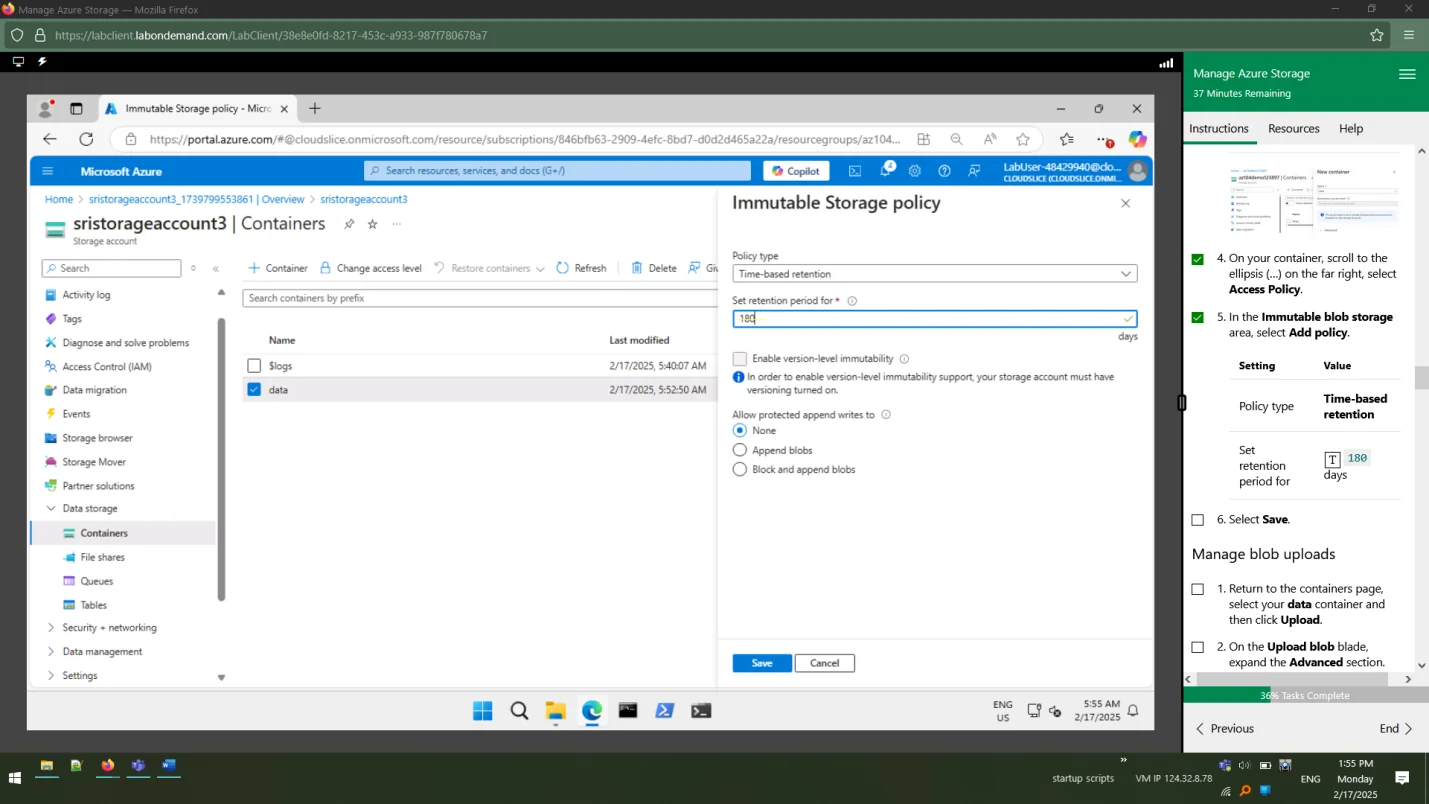 Manage Azure Storage — Mozilla Firefox
https://labclient.labondemand.com/LabClient/38e8e0fd-8217-453c-a933-987f780678a7
Immutable Storage policy - Micro
https://portal.azure.com/#@cloudslice.onmicrosoft.com/resource/subscriptions/846bfb63-2909-4efc-8bd7-d0d2d465a22a/resourcegroups/az104...
Microsoft Azure
Search resources, services, and docs (G+/)
Copilot
4
LabUser-48429940@clo...
CLOUDSLICE (CLOUDSLICE.ONMI...
Home > sristorageaccount3_1739799553861 | Overview > sristorageaccount3
sristorageaccount3 | Containers
Storage account
Search
Activity log
Tags
Diagnose and solve problems
Access Control (IAM)
Data migration
Events
Storage browser
Storage Mover
Partner solutions
Data storage
Containers
File shares
Queues
Tables
Security + networking
Data management
Settings
Container
Change access level
Restore containers
Refresh
Delete
Giv
Search containers by prefix
Name Last modified
$logs 2/17/2025, 5:40:07 AM
data 2/17/2025, 5:52:50 AM
Immutable Storage policy
Policy type
Time-based retention
Set retention period for *
180
days
Enable version-level immutability
In order to enable version-level immutability support, your storage account must have
versioning turned on.
Allow protected append writes to
None
Append blobs
Block and append blobs
Save
Cancel
ENG
US
5:55 AM
2/17/2025
Manage Azure Storage
37 Minutes Remaining
Instructions Resources Help
New container
4. On your container, scroll to the
ellipsis (...) on the far right, select
Access Policy.
5. In the Immutable blob storage
area, select Add policy.
Setting Value
Policy type Time-based
retention
Set
retention
period for
T 180
days
6. Select Save.
Manage blob uploads
1. Return to the containers page,
select your data container and
then click Upload.
2. On the Upload blob blade,
expand the Advanced section.
36% Tasks Complete
Previous
End
startup scripts
VM IP 124.32.8.78
ENG
1:55 PM
Monday
2/17/2025